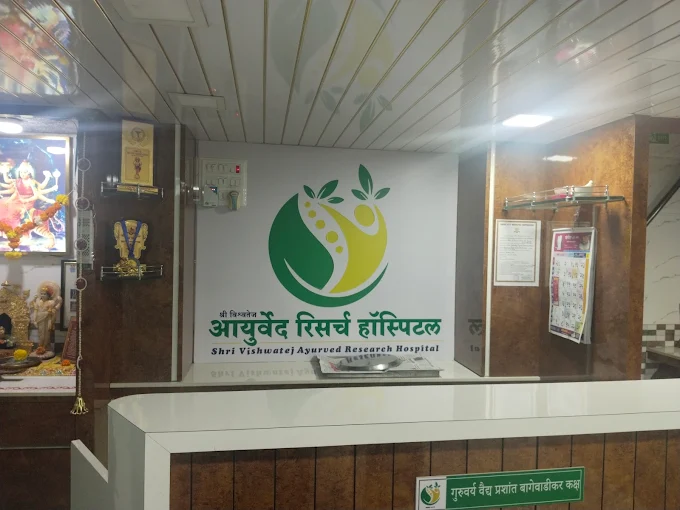 श्री विश्वतेज
आयुर्वेद रिसर्च हॉस्पिटल
Shri Vishwatej Ayurved Research Hospital
गुरुवर्य वैद्य प्रशांत बागेवाडीकर कक्ष